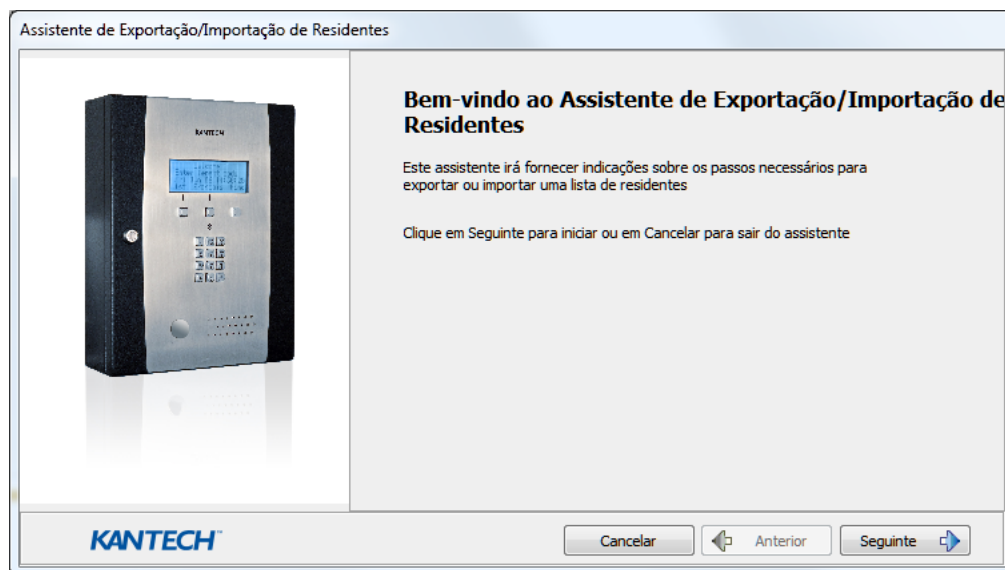 Assistente de Exportação/Importação de Residentes
Bem-vindo ao Assistente de Exportação/Importação de
Residentes
Este assistente irá fornecer indicações sobre os passos necessários para
exportar ou importar uma lista de residentes
Clique em Seguinte para iniciar ou em Cancelar para sair do assistente
KANTECH
KANTECH™
Cancelar
Anterior
Seguinte